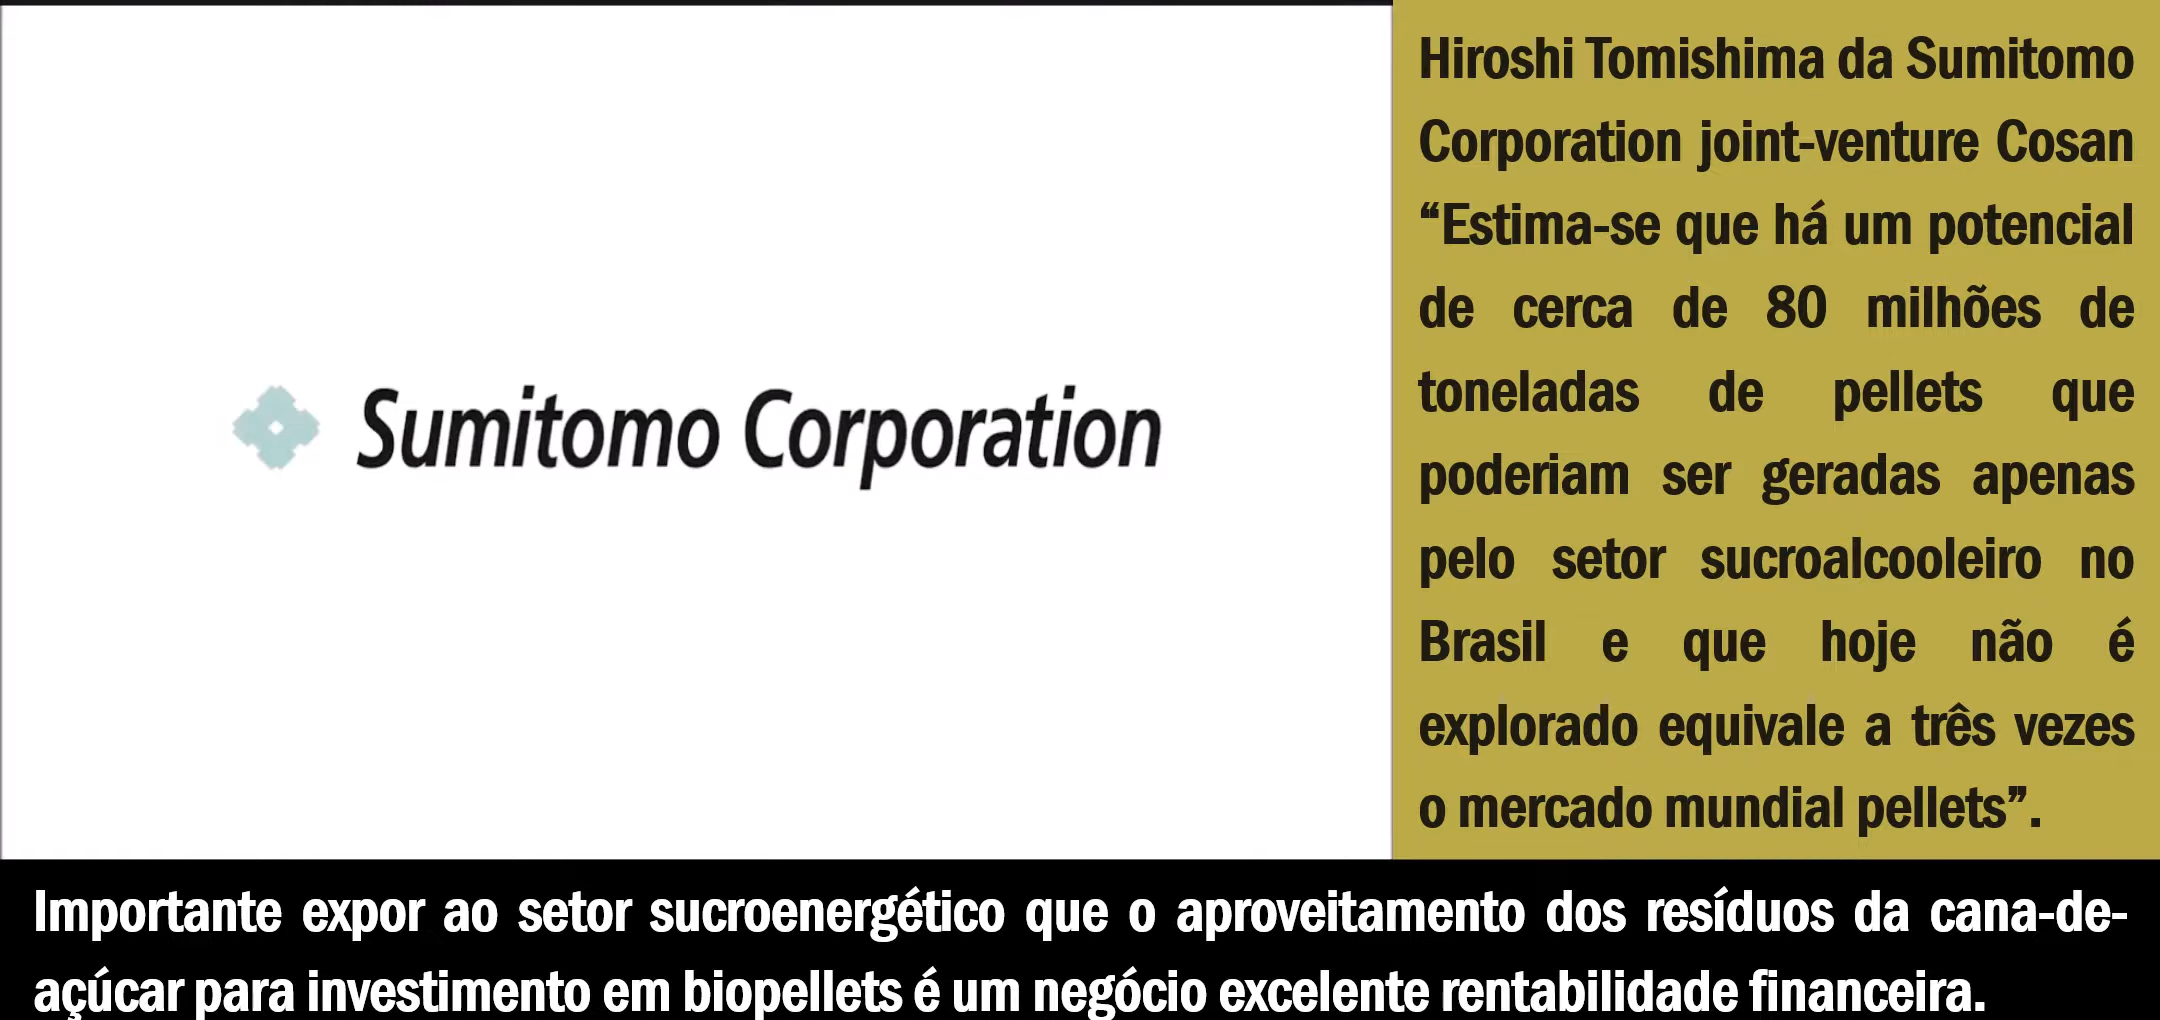 Sumitomo Corporation
Hiroshi Tomishima da Sumitomo
Corporation joint-venture Cosan
“Estima-se que há um potencial
de cerca de 80 milhões de
toneladas de pellets que
poderiam ser geradas apenas
pelo setor sucroalcooleiro no
Brasil e que hoje não é
explorado equivale a três vezes
o mercado mundial pellets”.
Importante expor ao setor sucroenergético que o aproveitamento dos resíduos da cana-de-
açúcar para investimento em biopellets é um negócio excelente rentabilidade financeira.